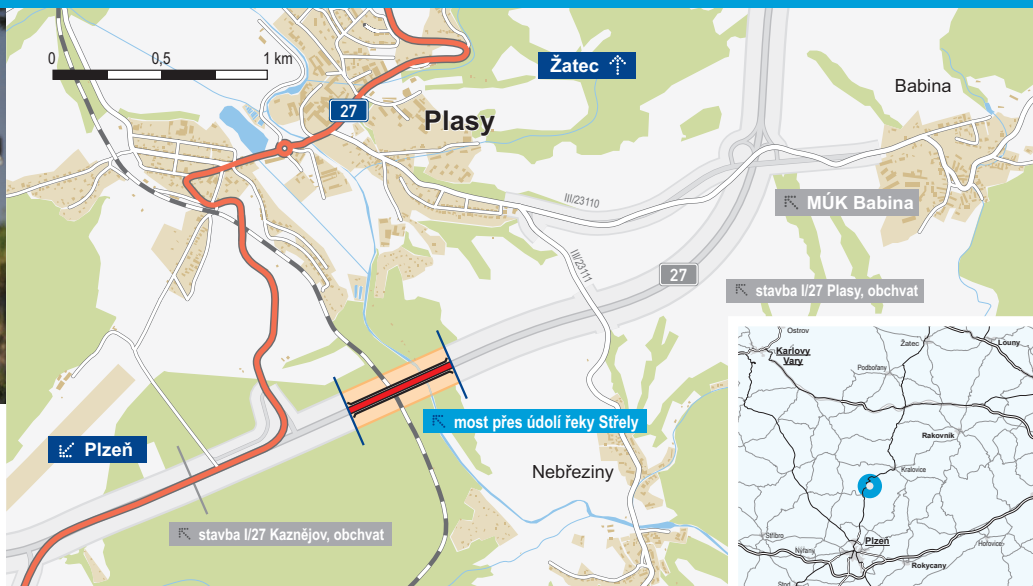 0 0,5 1 km
Žatec
27
Plasy
Babina
III/23110
MÚK Babina
III/23111
27
stavba I/27 Plasy, obchvat
most přes údolí řeky Střely
Plzeň
Nebřeziny
stavba I/27 Kaznějov, obchvat
Ostrov
Karlovy
Vary
Žatec
Louny
Podbořany
Rakovník
Kralovice
Stříbro
Nýřany
Plzeň
Hořovice
Rokycany
Stod